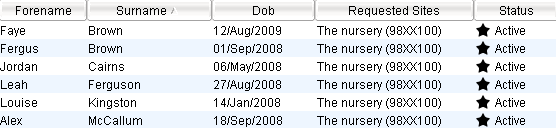 Forename Surname Dob Requested Sites Status
Faye Brown 12/Aug/2009 The nursery (98XX100) Active
Fergus Brown 01/Sep/2008 The nursery (98XX100) Active
Jordan Cairns 06/May/2008 The nursery (98XX100) Active
Leah Ferguson 27/Aug/2008 The nursery (98XX100) Active
Louise Kingston 14/Jan/2008 The nursery (98XX100) Active
Alex McCallum 18/Sep/2008 The nursery (98XX100) Active